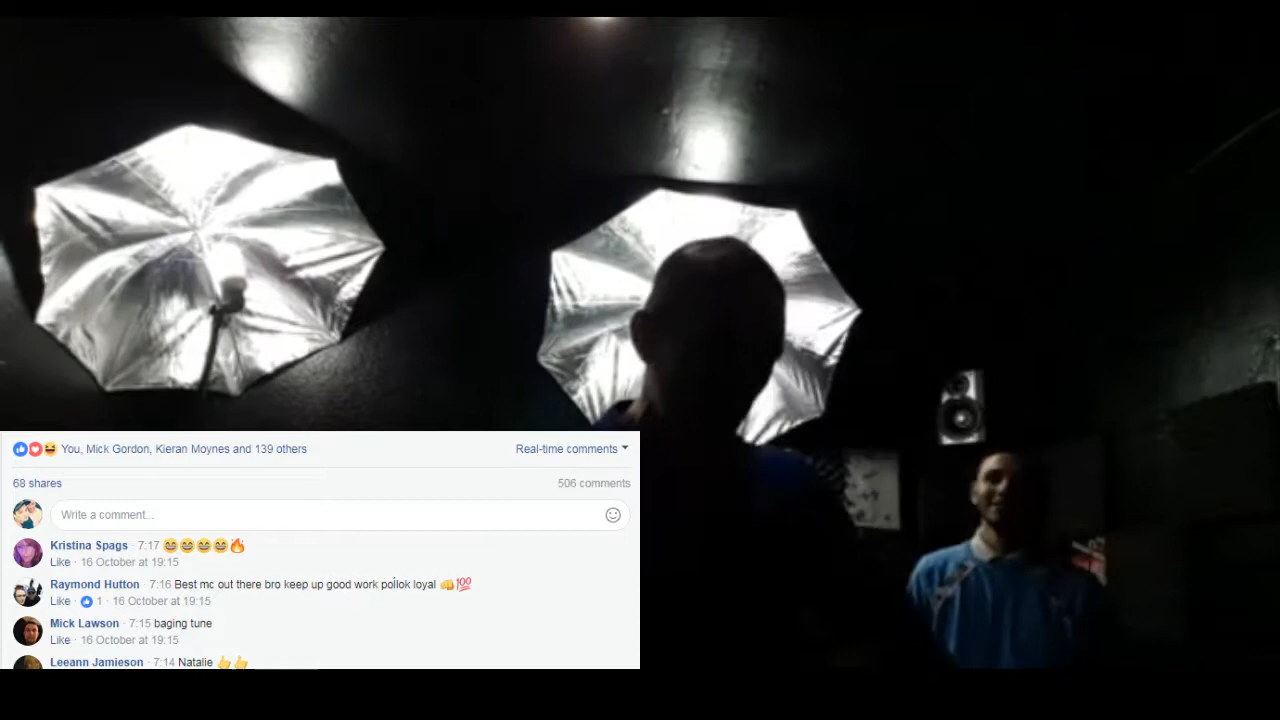 You, Mick Gordon, Kieran Moynes and 139 others
Real-time comments
68 shares
506 comments
Write a comment...
Kristina Spags · 7:17 😄😄😄😄🔥
Like · 16 October at 19:15
Raymond Hutton · 7:16 Best mc out there bro keep up good work pollok loyal 👊💯
Like · 1 · 16 October at 19:15
Mick Lawson · 7:15 baging tune
Like · 16 October at 19:15
Leeann Jamieson · 7:14 Natalie 👆👆